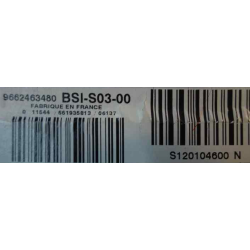 9662463480 BSI-S03-00
FABRIQUE EN FRANCE
S120104600 N